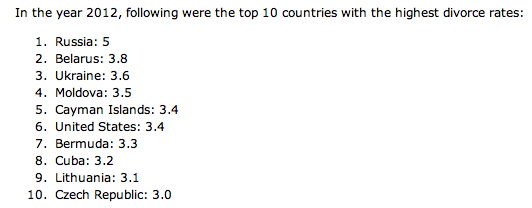 In the year 2012, following were the top 10 countries with the highest divorce rates:
1. Russia: 5
2. Belarus: 3.8
3. Ukraine: 3.6
4. Moldova: 3.5
5. Cayman Islands: 3.4
6. United States: 3.4
7. Bermuda: 3.3
8. Cuba: 3.2
9. Lithuania: 3.1
10. Czech Republic: 3.0